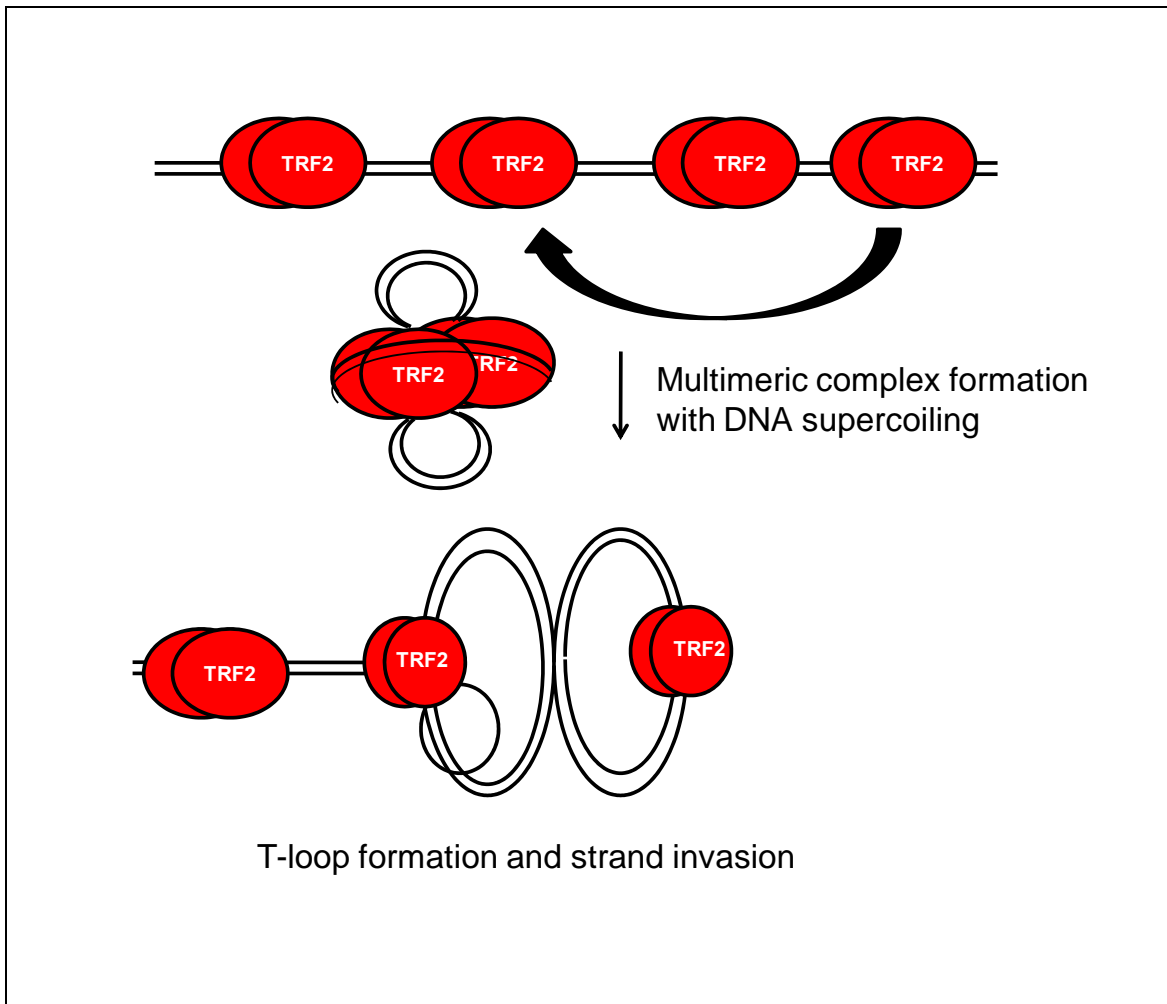 TRF2 TRF2 TRF2 TRF2
TRF2 TRF2
Multimeric complex formation
with DNA supercoiling
TRF2 TRF2 TRF2
T-loop formation and strand invasion